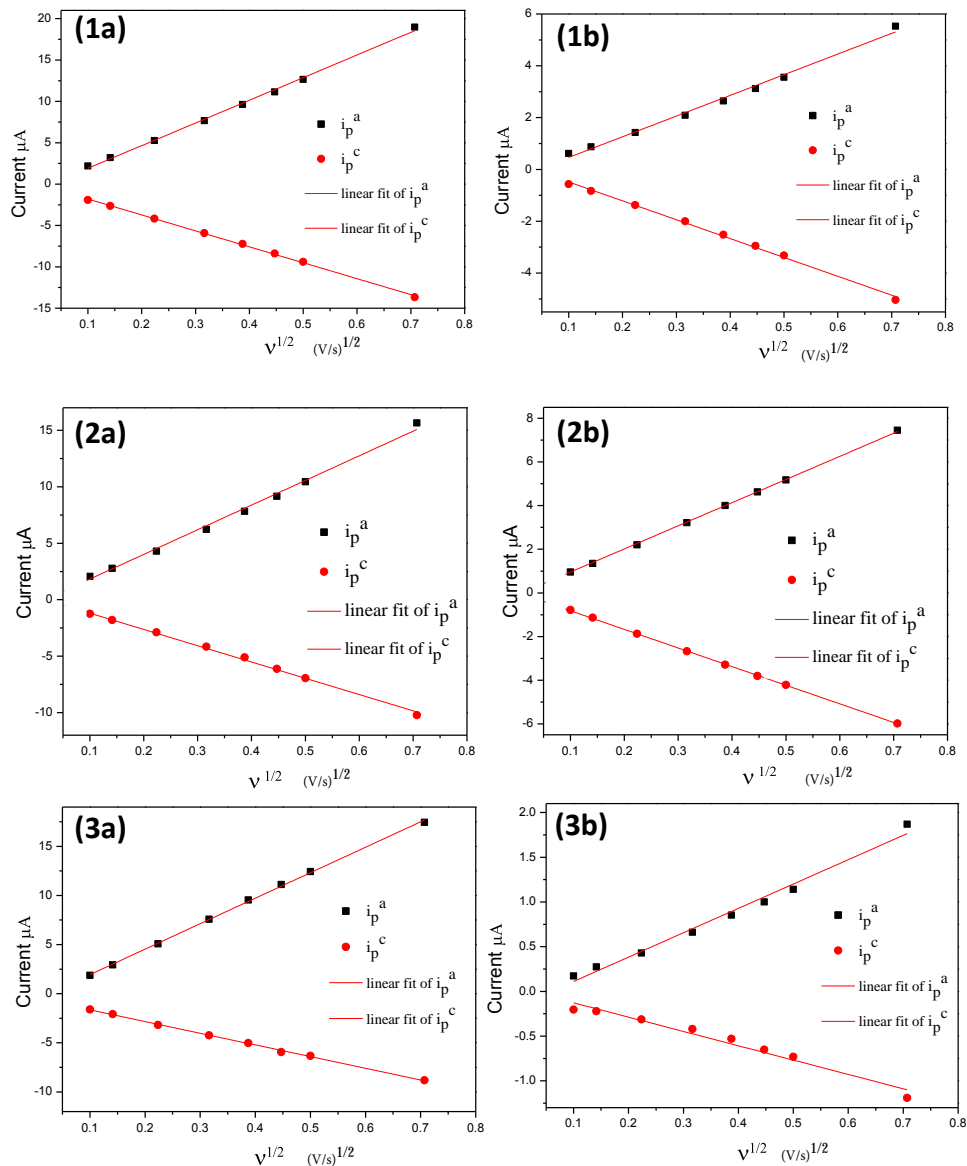 (1a)
Current μA
20
15
10
5
0
-5
-10
-15
i_p^a
i_p^c
linear fit of i_p^a
linear fit of i_p^c
0.1 0.2 0.3 0.4 0.5 0.6 0.7 0.8
ν^1/2 (V/s)^1/2
(1b)
Current μA
6
4
2
0
-2
-4
i_p^a
i_p^c
linear fit of i_p^a
linear fit of i_p^c
0.1 0.2 0.3 0.4 0.5 0.6 0.7 0.8
ν^1/2 (V/s)^1/2
(2a)
Current μA
15
10
5
0
-5
-10
i_p^a
i_p^c
linear fit of i_p^a
linear fit of i_p^c
0.1 0.2 0.3 0.4 0.5 0.6 0.7 0.8
ν^1/2 (V/s)^1/2
(2b)
Current μA
8
6
4
2
0
-2
-4
-6
i_p^a
i_p^c
linear fit of i_p^a
linear fit of i_p^c
0.1 0.2 0.3 0.4 0.5 0.6 0.7 0.8
ν^1/2 (V/s)^1/2
(3a)
Current μA
15
10
5
0
-5
-10
i_p^a
i_p^c
linear fit of i_p^a
linear fit of i_p^c
0.1 0.2 0.3 0.4 0.5 0.6 0.7 0.8
ν^1/2 (V/s)^1/2
(3b)
Current μA
2.0
1.5
1.0
0.5
0.0
-0.5
-1.0
i_p^a
i_p^c
linear fit of i_p^a
linear fit of i_p^c
0.1 0.2 0.3 0.4 0.5 0.6 0.7 0.8
ν^1/2 (V/s)^1/2